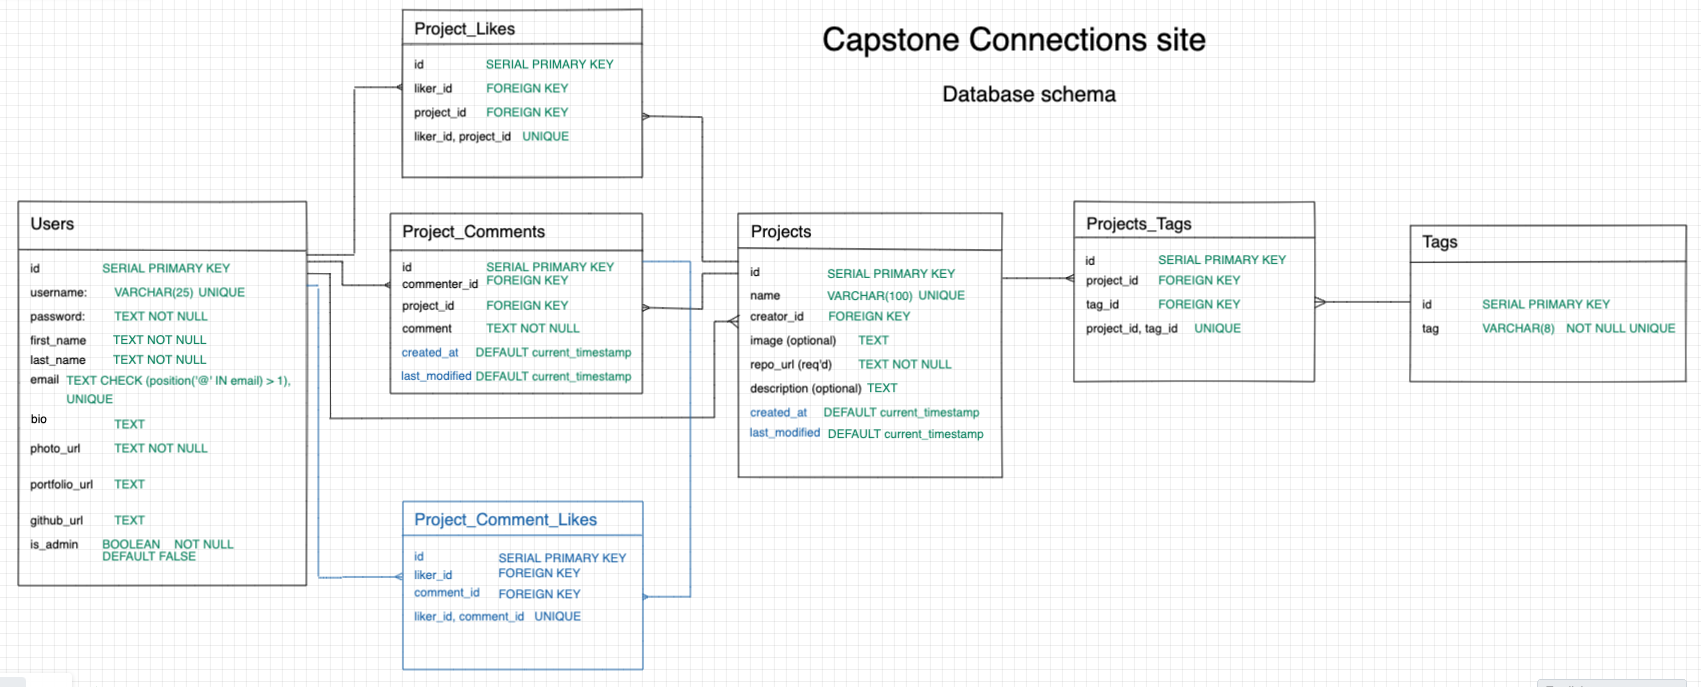 Capstone Connections site
Database schema
Project_Likes
id SERIAL PRIMARY KEY
liker_id FOREIGN KEY
project_id FOREIGN KEY
liker_id, project_id UNIQUE
Users
id SERIAL PRIMARY KEY
username: VARCHAR(25) UNIQUE
password: TEXT NOT NULL
first_name TEXT NOT NULL
last_name TEXT NOT NULL
email TEXT CHECK (position('@' IN email) > 1),
UNIQUE
bio TEXT
photo_url TEXT NOT NULL
portfolio_url TEXT
github_url TEXT
is_admin BOOLEAN NOT NULL
DEFAULT FALSE
Project_Comments
id SERIAL PRIMARY KEY
commenter_id FOREIGN KEY
project_id FOREIGN KEY
comment TEXT NOT NULL
created_at DEFAULT current_timestamp
last_modified DEFAULT current_timestamp
Projects
id SERIAL PRIMARY KEY
name VARCHAR(100) UNIQUE
creator_id FOREIGN KEY
image (optional) TEXT
repo_url (req'd) TEXT NOT NULL
description (optional) TEXT
created_at DEFAULT current_timestamp
last_modified DEFAULT current_timestamp
Projects_Tags
id SERIAL PRIMARY KEY
project_id FOREIGN KEY
tag_id FOREIGN KEY
project_id, tag_id UNIQUE
Tags
id SERIAL PRIMARY KEY
tag VARCHAR(8) NOT NULL UNIQUE
Project_Comment_Likes
id SERIAL PRIMARY KEY
liker_id FOREIGN KEY
comment_id FOREIGN KEY
liker_id, comment_id UNIQUE